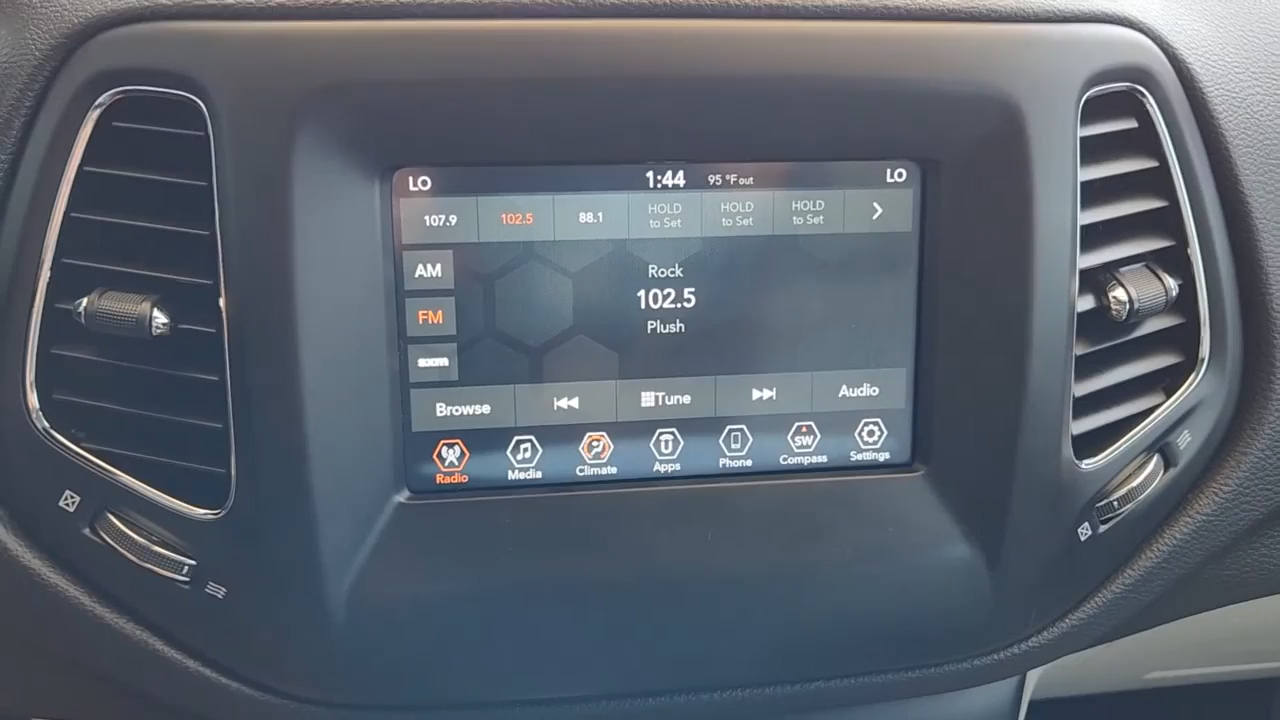 LO 1:44 95 °F out LO
107.9 102.5 88.1 HOLD to Set HOLD to Set HOLD to Set
AM
Rock
102.5
FM
Plush
Browse Tune Audio
Radio Media Climate Apps Phone SW Compass Settings